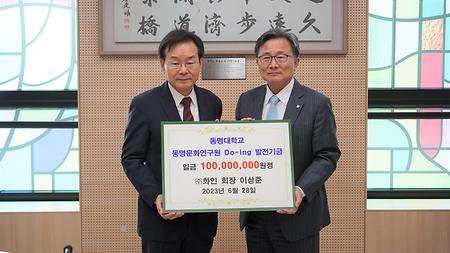 동명대학교
동명문화연구원 Do-ing 발전기금
일금 100,000,000원정
㈜화인 회장 이상준
2023년 6월 28일